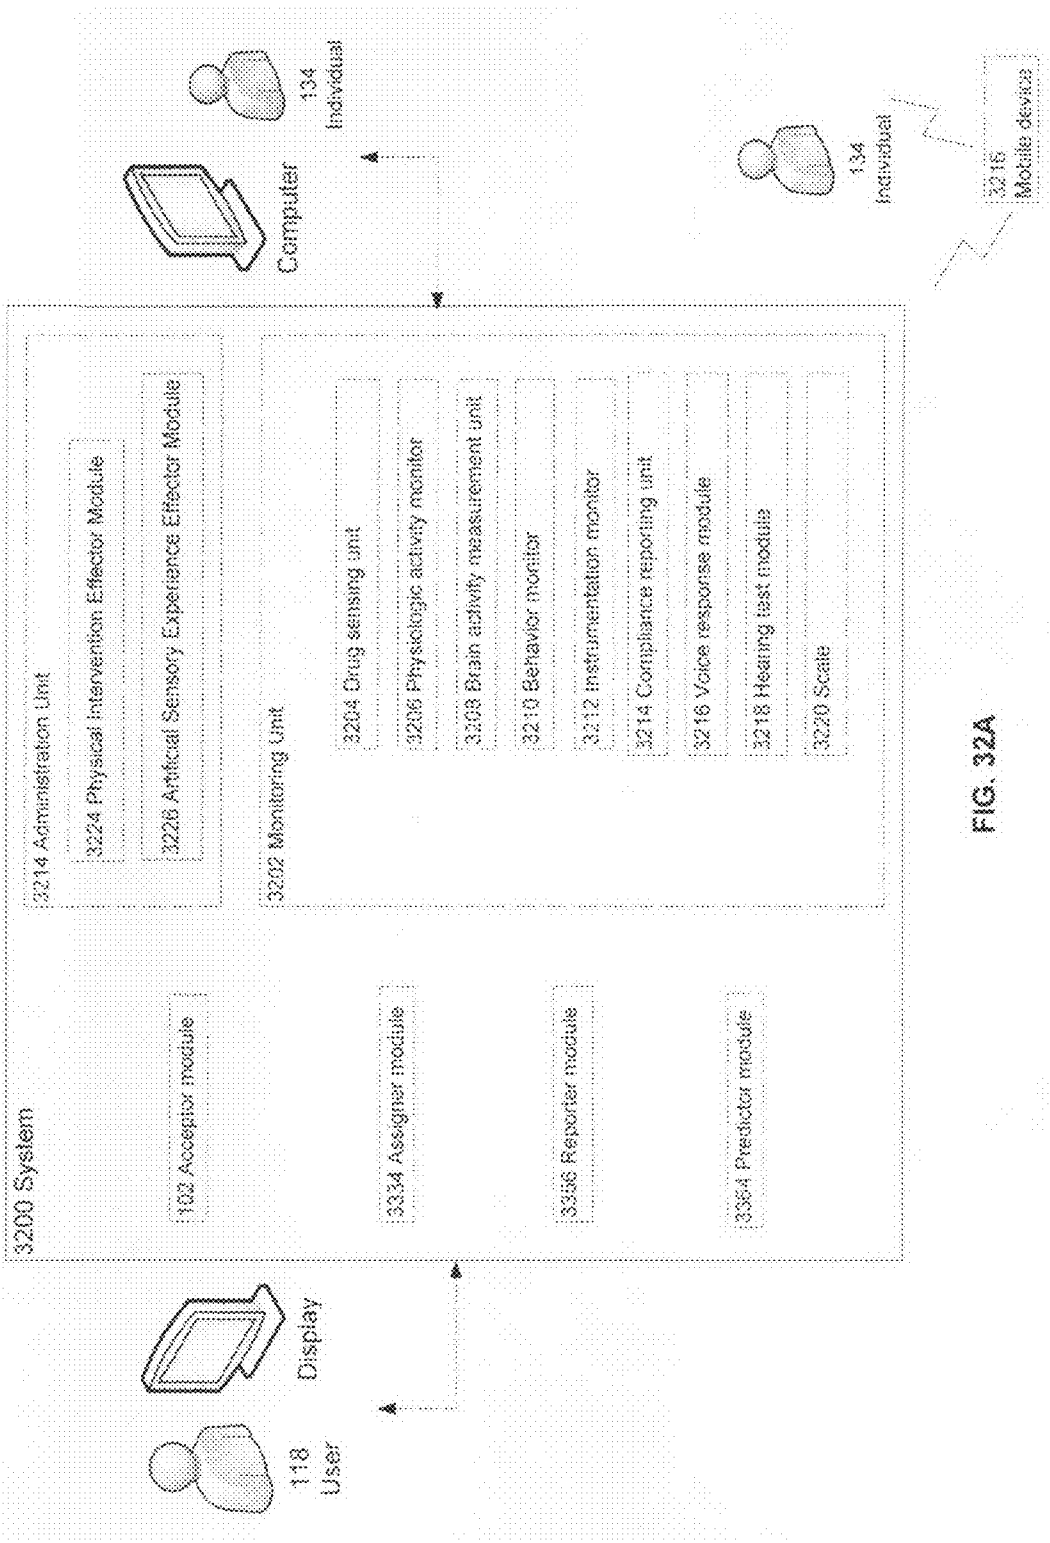 3200 System
118
User
Display
102 Acceptor module
3334 Assigner module
3356 Reporter module
3364 Predictor module
3214 Administration Unit
3224 Physical Intervention Effector Module
3226 Artificial Sensory Experience Effector Module
3202 Monitoring Unit
3204 Drug sensing unit
3206 Physiologic activity monitor
3208 Brain activity measurement unit
3210 Behavior monitor
3212 Instrumentation monitor
3214 Compliance reporting unit
3216 Voice response module
3218 Hearing test module
3220 Scale
Computer
134
Individual
134
Individual
3216
Mobile device
FIG. 32A